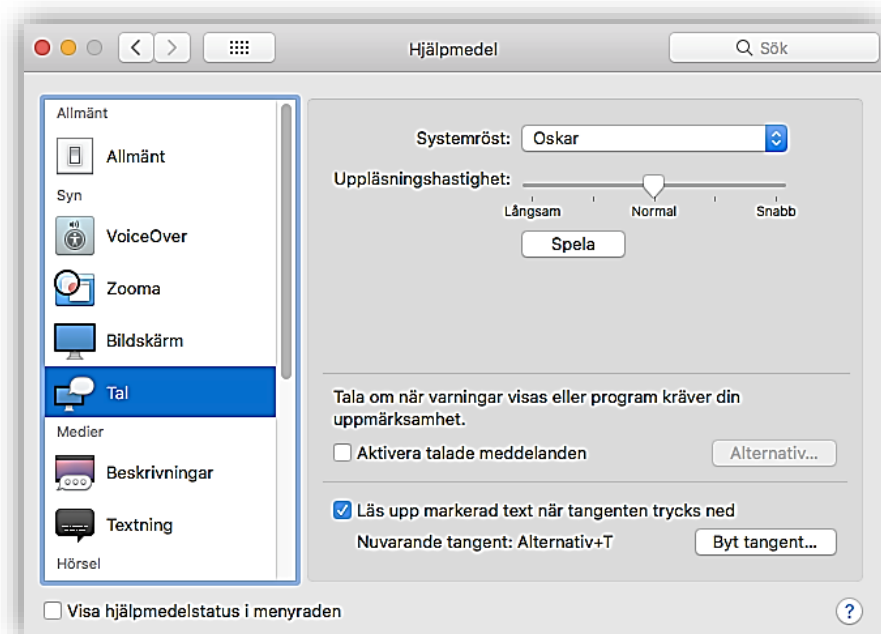 Hjälpmedel
Sök
Allmänt
Allmänt
Syn
VoiceOver
Zooma
Bildskärm
Tal
Medier
Beskrivningar
Textning
Hörsel
Systemröst: Oskar
Uppläsningshastighet:
Långsam Normal Snabb
Spela
Tala om när varningar visas eller program kräver din
uppmärksamhet.
Aktivera talade meddelanden Alternativ...
Läs upp markerad text när tangenten trycks ned
Nuvarande tangent: Alternativ+T Byt tangent...
Visa hjälpmedelstatus i menyraden ?